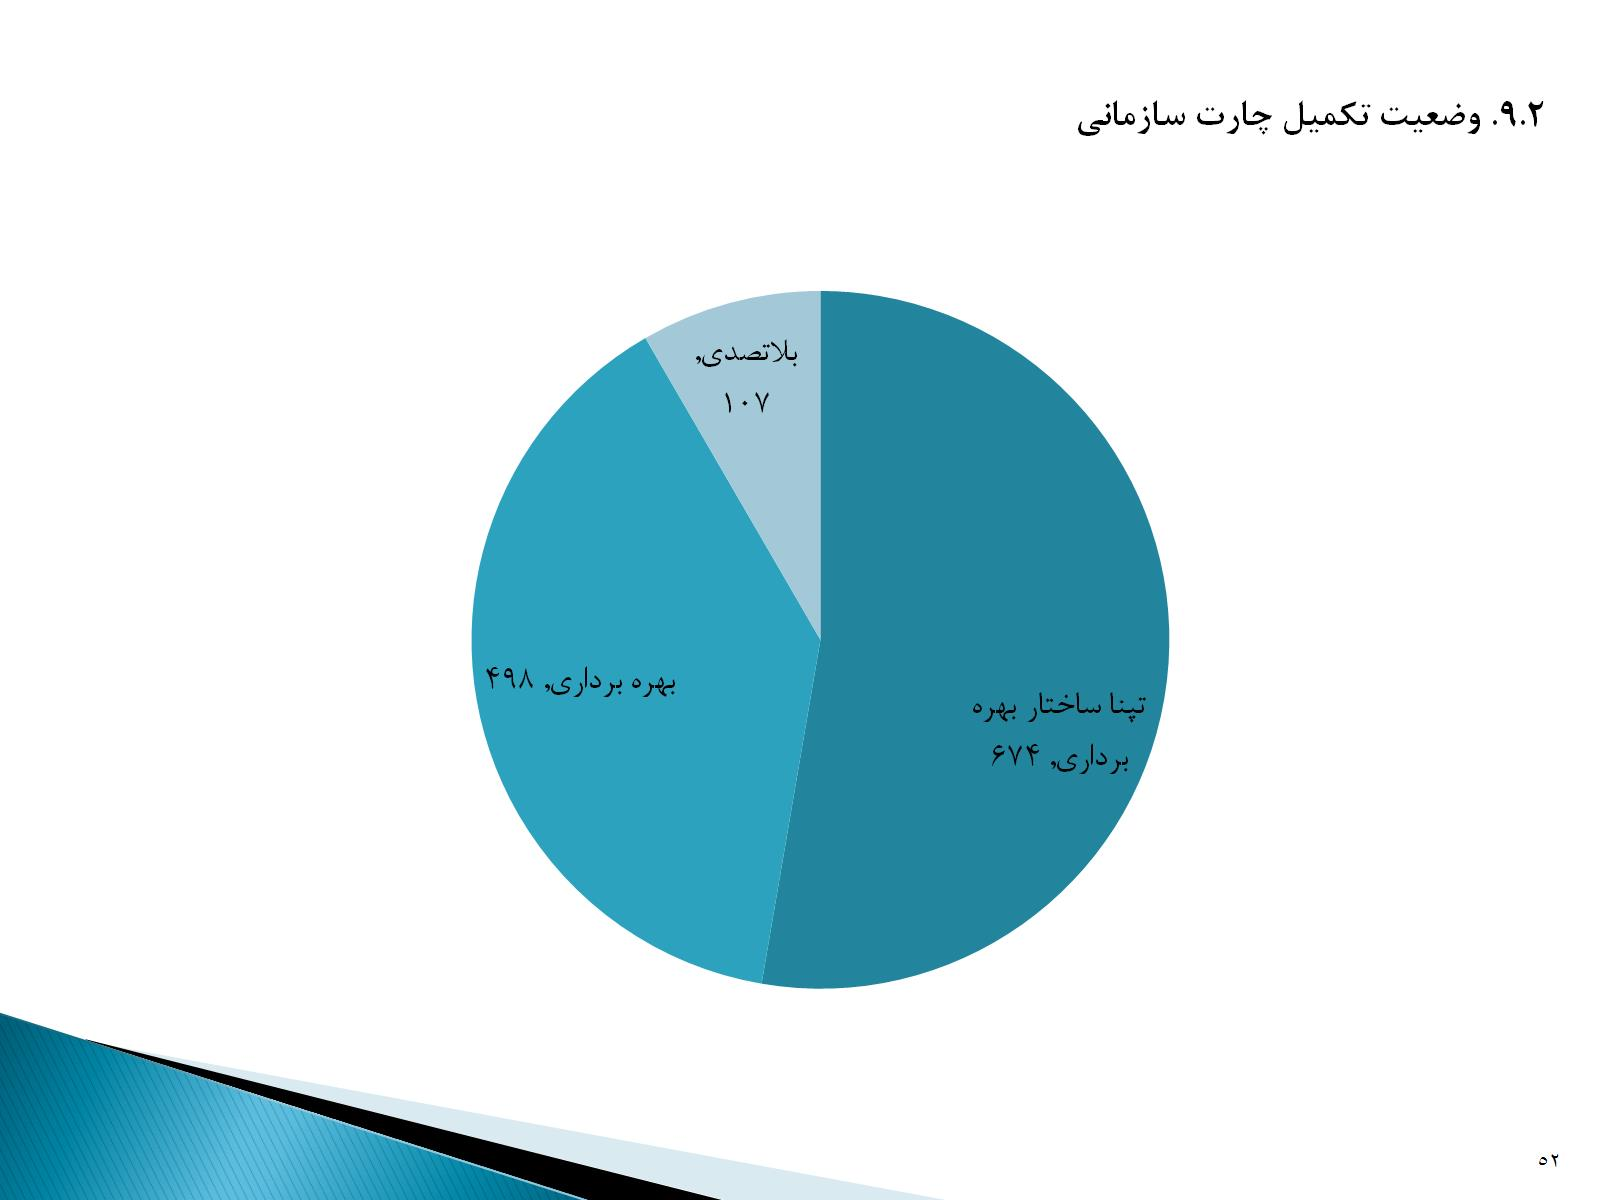 ۹.۲. وضعیت تکمیل چارت سازمانی
بلاتصدی,
۱۰۷
بهره برداری, ۴۹۸
تپنا ساختار بهره
برداری, ۶۷۴
۵۲